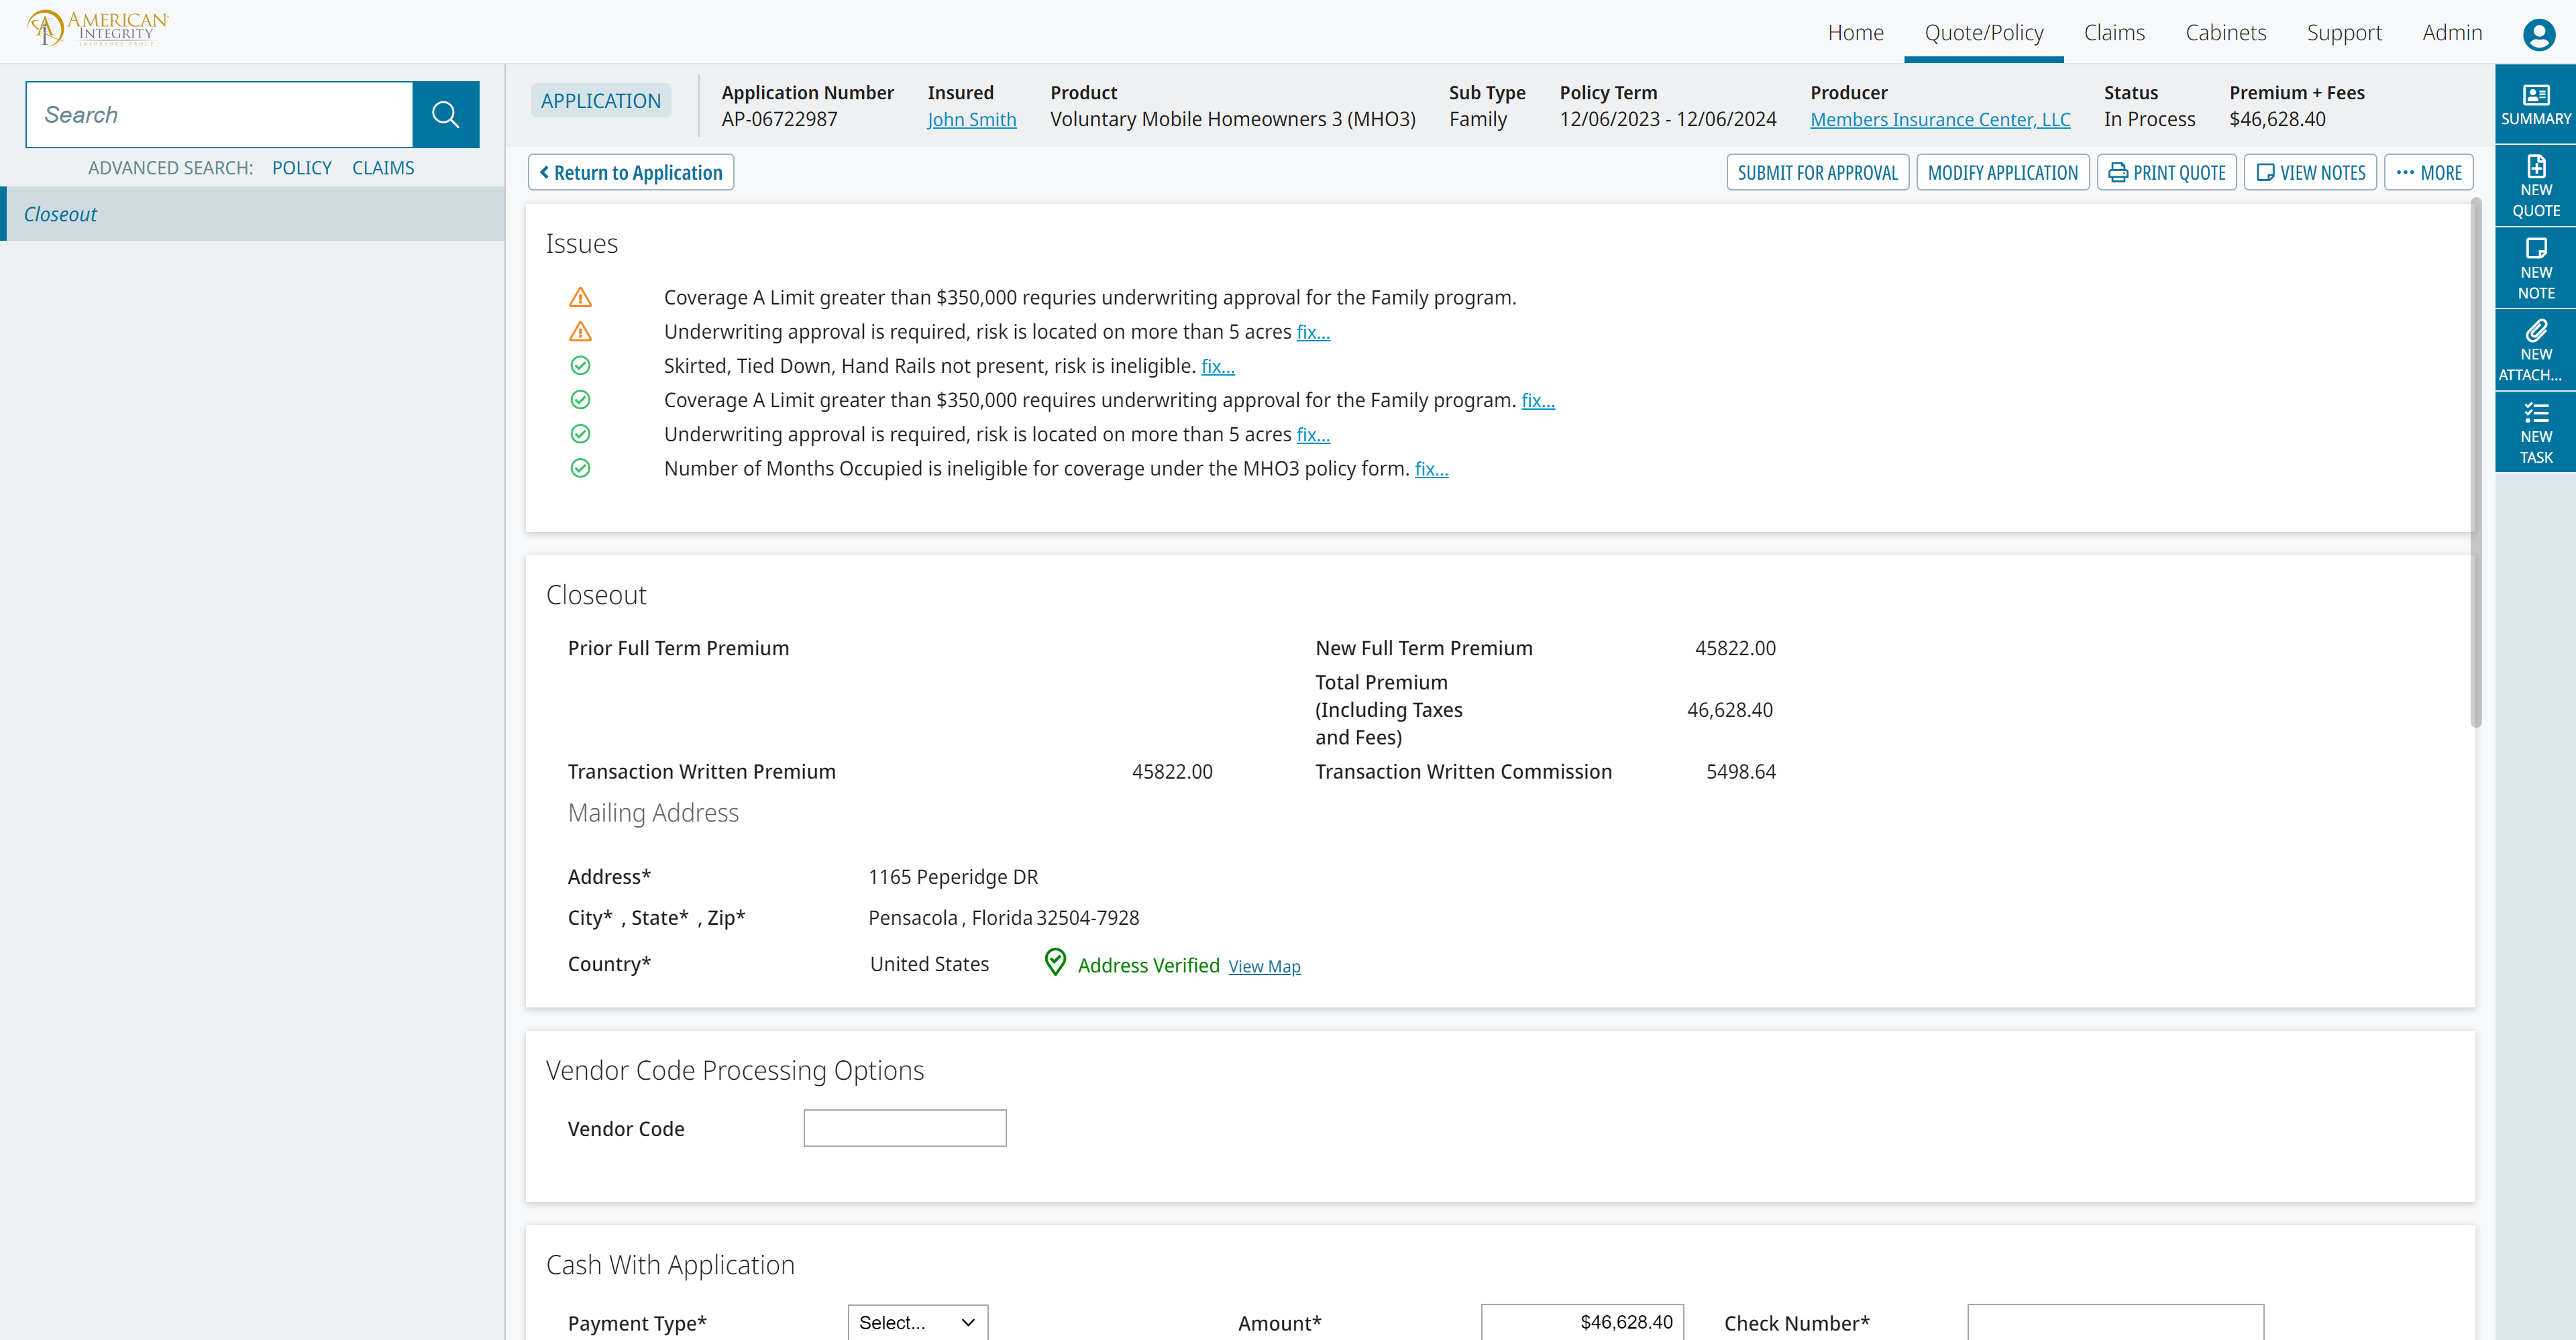 AMERICAN
INTEGRITY
INSURANCE GROUP
Home Quote/Policy Claims Cabinets Support Admin
Search
ADVANCED SEARCH: POLICY CLAIMS
Closeout
APPLICATION
Application Number Insured Product Sub Type Policy Term Producer Status Premium + Fees
AP-06722987 John Smith Voluntary Mobile Homeowners 3 (MHO3) Family 12/06/2023 - 12/06/2024 Members Insurance Center, LLC In Process $46,628.40
Return to Application SUBMIT FOR APPROVAL MODIFY APPLICATION PRINT QUOTE VIEW NOTES ••• MORE
SUMMARY
NEW
QUOTE
NEW
NOTE
NEW
ATTACH...
NEW
TASK
Issues
Coverage A Limit greater than $350,000 requries underwriting approval for the Family program.
Underwriting approval is required, risk is located on more than 5 acres fix...
Skirted, Tied Down, Hand Rails not present, risk is ineligible. fix...
Coverage A Limit greater than $350,000 requires underwriting approval for the Family program. fix...
Underwriting approval is required, risk is located on more than 5 acres fix...
Number of Months Occupied is ineligible for coverage under the MHO3 policy form. fix...
Closeout
Prior Full Term Premium New Full Term Premium 45822.00
Total Premium
(Including Taxes 46,628.40
and Fees)
Transaction Written Premium 45822.00 Transaction Written Commission 5498.64
Mailing Address
Address* 1165 Peperidge DR
City* , State* , Zip* Pensacola , Florida 32504-7928
Country* United States Address Verified View Map
Vendor Code Processing Options
Vendor Code
Cash With Application
Payment Type* Select... Amount* $46,628.40 Check Number*